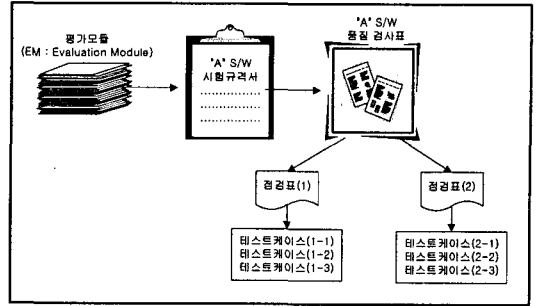 평가모듈
(EM : Evaluation Module)
"A" S/W
시험규격서
"A" S/W
품질 검사표
점검표(1)
점검표(2)
테스트케이스(1-1)
테스트케이스(1-2)
테스트케이스(1-3)
테스트케이스(2-1)
테스트케이스(2-2)
테스트케이스(2-3)